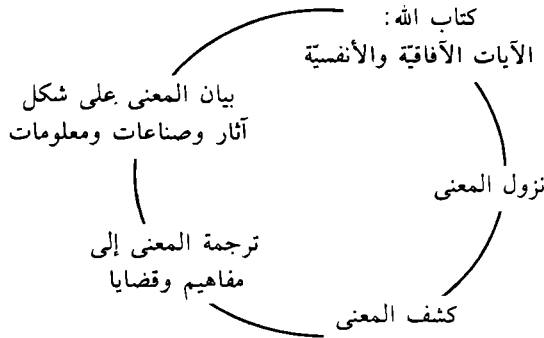 كتاب الله:
الآيات الآفاقيّة والأنفسيّة
نزول المعنى
كشف المعنى
ترجمة المعنى إلى
مفاهيم وقضايا
بيان المعنى على شكل
آثار وصناعات ومعلومات